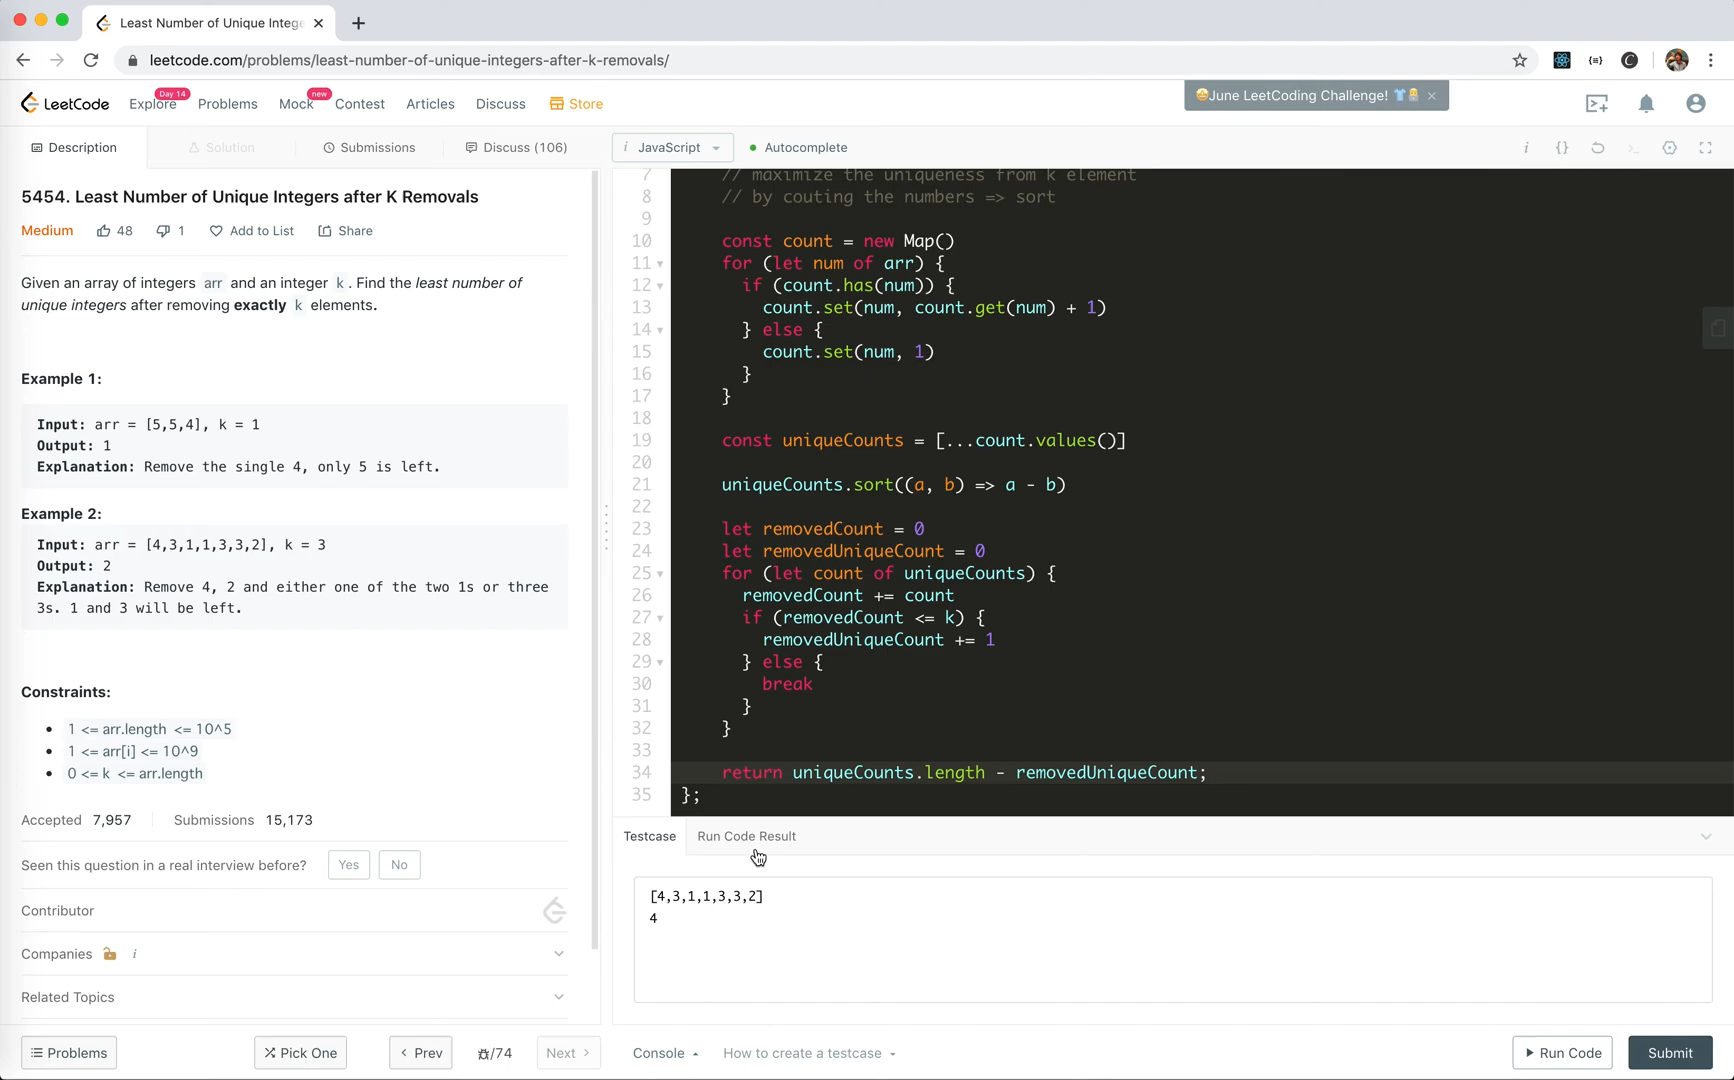 Least Number of Unique Intege
leetcode.com/problems/least-number-of-unique-integers-after-k-removals/
LeetCode
Explore
Day 14
Problems
Mock
new
Contest
Articles
Discuss
Store
June LeetCoding Challenge!
Description
Solution
Submissions
Discuss (106)
5454. Least Number of Unique Integers after K Removals
Medium
48
1
Add to List
Share
Given an array of integers arr and an integer k . Find the least number of
unique integers after removing exactly k elements.
Example 1:
Input: arr = [5,5,4], k = 1
Output: 1
Explanation: Remove the single 4, only 5 is left.
Example 2:
Input: arr = [4,3,1,1,3,3,2], k = 3
Output: 2
Explanation: Remove 4, 2 and either one of the two 1s or three
3s. 1 and 3 will be left.
Constraints:
1 <= arr.length <= 10^5
1 <= arr[i] <= 10^9
0 <= k <= arr.length
Accepted 7,957
Submissions 15,173
Seen this question in a real interview before?
Yes
No
Contributor
Companies i
Related Topics
Problems
Pick One
Prev
/74
Next
i JavaScript
Autocomplete
i
{}
7 // maximize the uniqueness from k element
8 // by couting the numbers => sort
9
10 const count = new Map()
11 for (let num of arr) {
12 if (count.has(num)) {
13 count.set(num, count.get(num) + 1)
14 } else {
15 count.set(num, 1)
16 }
17 }
18
19 const uniqueCounts = [...count.values()]
20
21 uniqueCounts.sort((a, b) => a - b)
22
23 let removedCount = 0
24 let removedUniqueCount = 0
25 for (let count of uniqueCounts) {
26 removedCount += count
27 if (removedCount <= k) {
28 removedUniqueCount += 1
29 } else {
30 break
31 }
32 }
33
34 return uniqueCounts.length - removedUniqueCount;
35 };
Testcase
Run Code Result
[4,3,1,1,3,3,2]
4
Console
How to create a testcase
Run Code
Submit